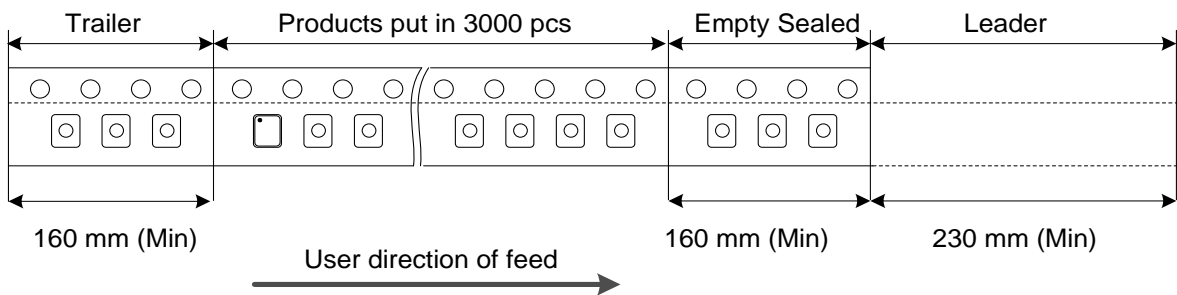 Trailer
Products put in 3000 pcs
Empty Sealed
Leader
160 mm (Min)
160 mm (Min)
230 mm (Min)
User direction of feed